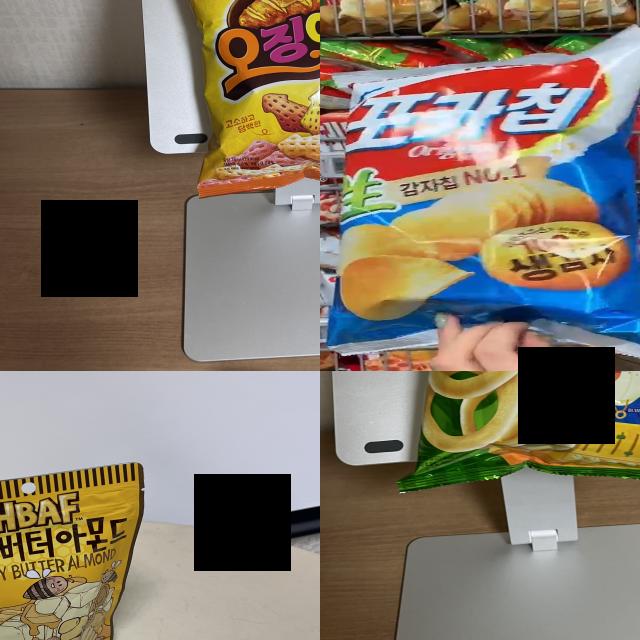 오징
고소하고
담백한
포카칩
Original
生
감자칩 NO.1
생감자
HBAF
버터아몬드
Y BUTTER ALMOND